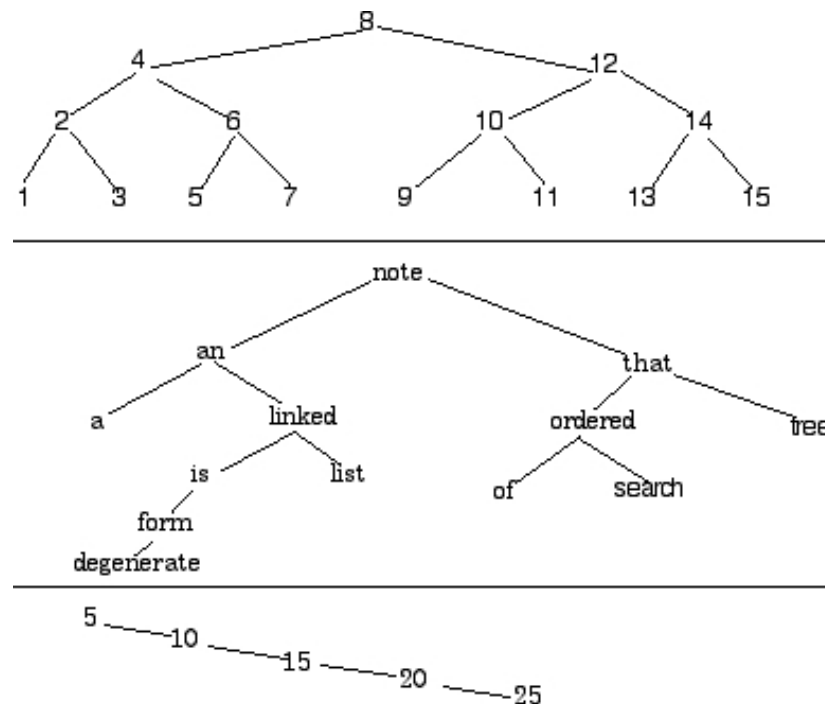 8
4 12
2 6 10 14
1 3 5 7 9 11 13 15
note
an that
a linked ordered tree
is list of search
form
degenerate
5
10
15
20
25